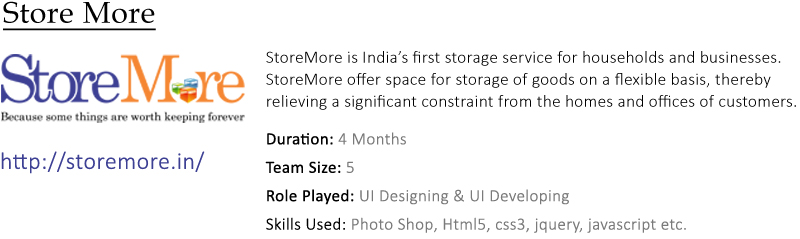 Store More
StoreMore
Because some things are worth keeping forever
http://storemore.in/
StoreMore is India’s first storage service for households and businesses.
StoreMore offer space for storage of goods on a flexible basis, thereby
relieving a significant constraint from the homes and offices of customers.
Duration: 4 Months
Team Size: 5
Role Played: UI Designing & UI Developing
Skills Used: Photo Shop, Html5, css3, jquery, javascript etc.